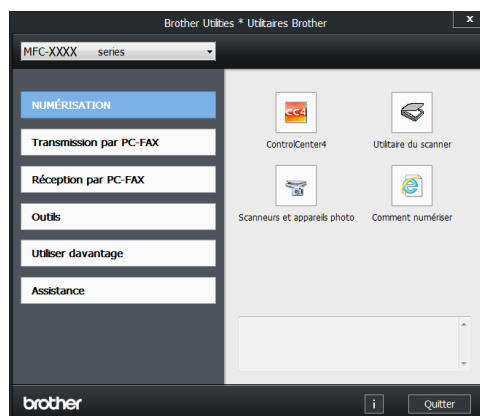 Brother Utilties * Utilitaires Brother
x
MFC-XXXX series
NUMÉRISATION
Transmission par PC-FAX
Réception par PC-FAX
Outils
Utiliser davantage
Assistance
CC4
ControlCenter4
Utilitaire du scanner
Scanneurs et appareils photo
Comment numériser
brother
i
Quitter